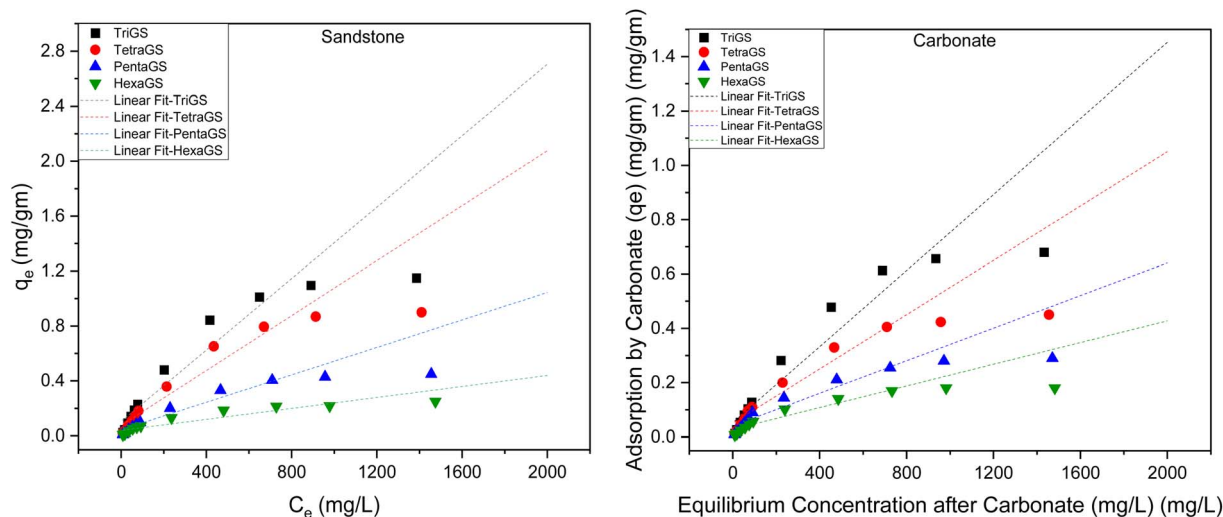 Sandstone
TriGS
TetraGS
PentaGS
HexaGS
Linear Fit-TriGS
Linear Fit-TetraGS
Linear Fit-PentaGS
Linear Fit-HexaGS
2.8
2.4
2.0
1.6
1.2
0.8
0.4
0.0
qe (mg/gm)
0 400 800 1200 1600 2000
Ce (mg/L)
Carbonate
TriGS
TetraGS
PentaGS
HexaGS
Linear Fit-TriGS
Linear Fit-TetraGS
Linear Fit-PentaGS
Linear Fit-HexaGS
1.4
1.2
1.0
0.8
0.6
0.4
0.2
0.0
Adsorption by Carbonate (qe) (mg/gm) (mg/gm)
0 400 800 1200 1600 2000
Equilibrium Concentration after Carbonate (mg/L) (mg/L)